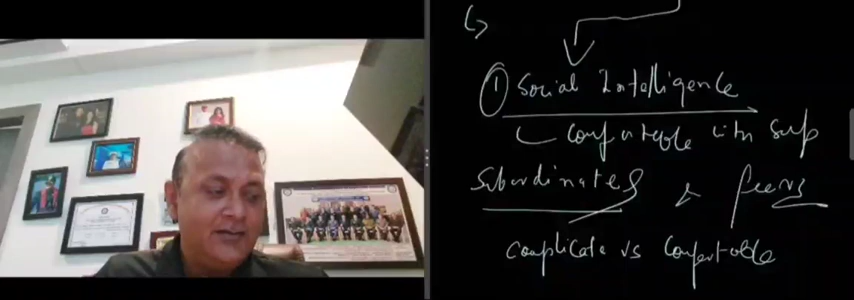 ① Social Intelligence
Comfortable with Sup
Subordinates & Peers
Complicate vs Comfortable